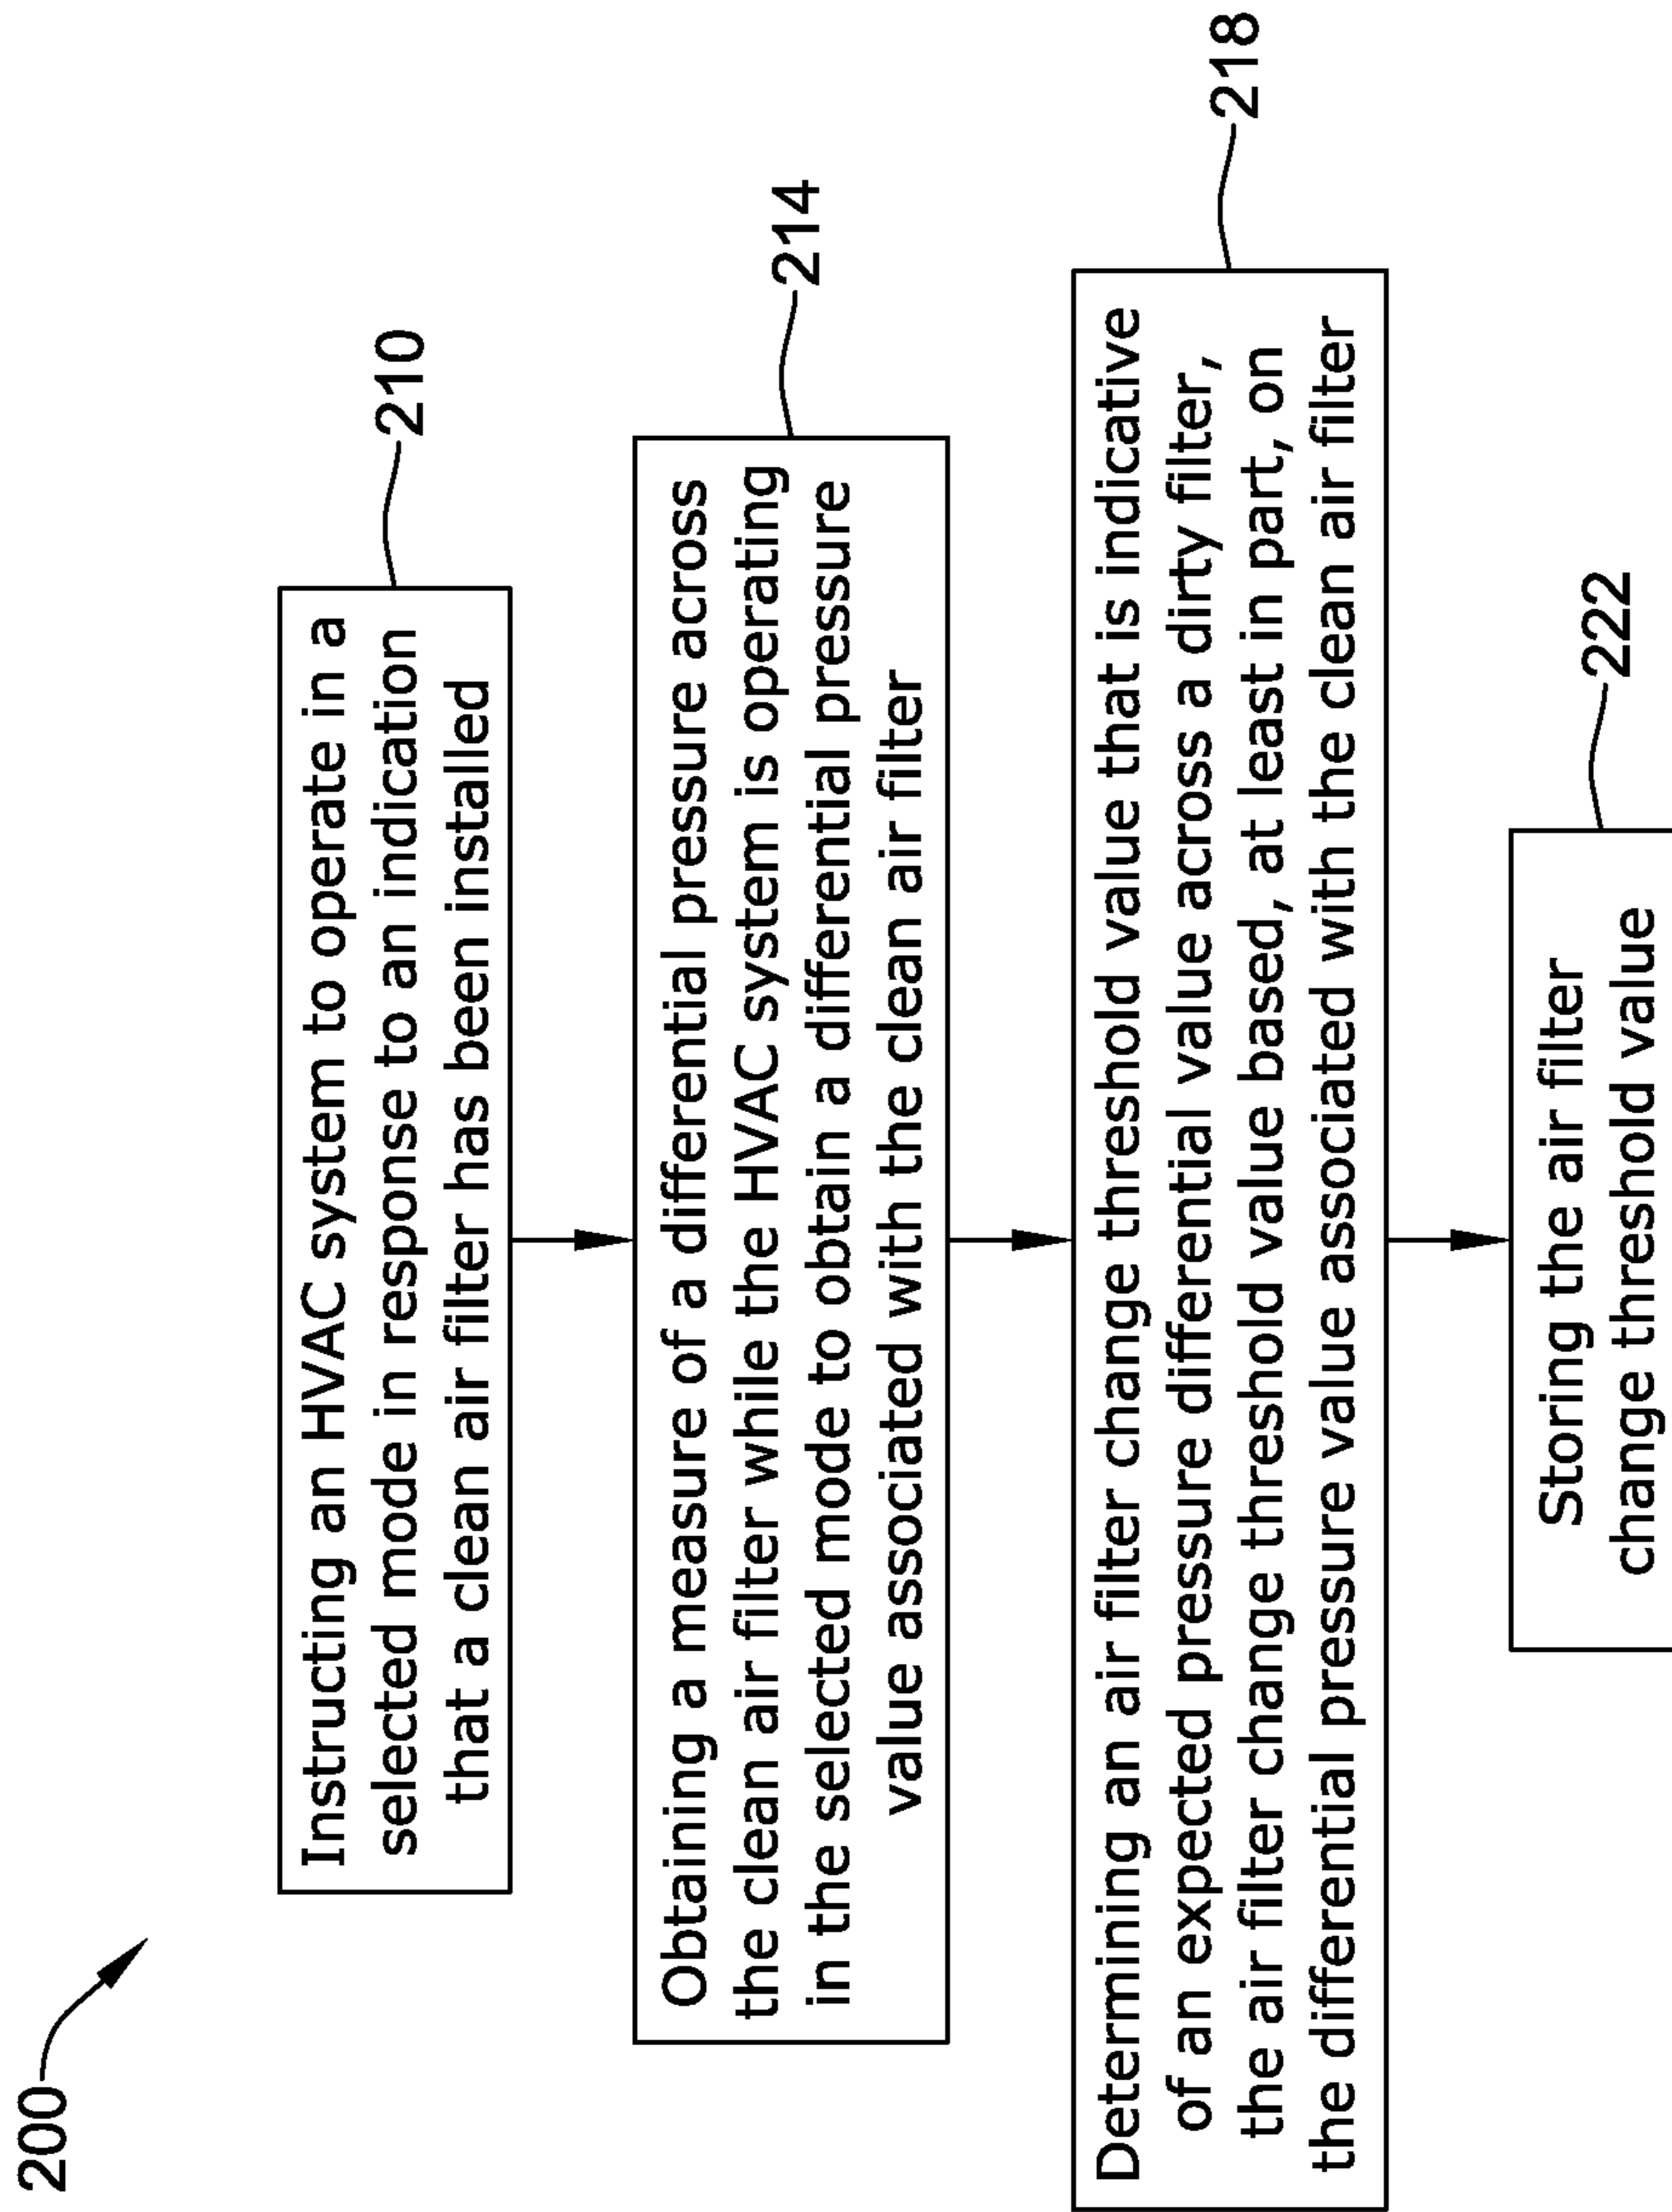 200
Instructing an HVAC system to operate in a
selected mode in response to an indication
that a clean air filter has been installed
210
Obtaining a measure of a differential pressure across
the clean air filter while the HVAC system is operating
in the selected mode to obtain a differential pressure
value associated with the clean air filter
214
Determining an air filter change threshold value that is indicative
of an expected pressure differential value across a dirty filter,
the air filter change threshold value based, at least in part, on
the differential pressure value associated with the clean air filter
218
Storing the air filter
change threshold value
222